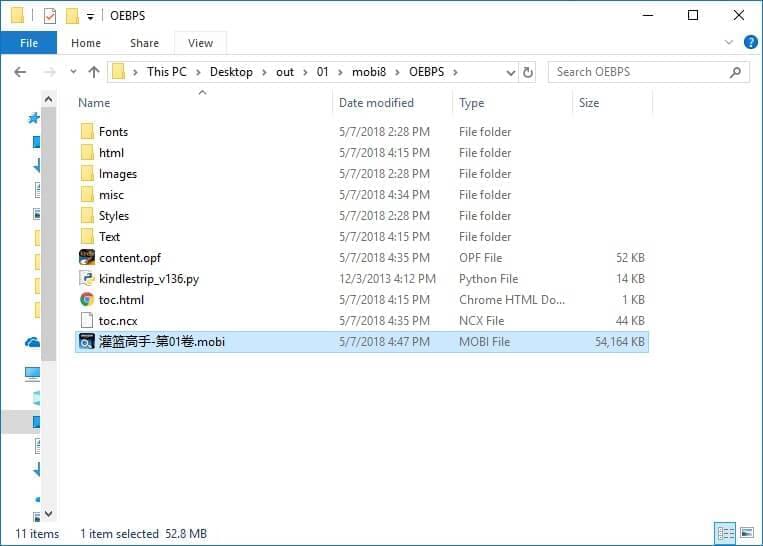 OEBPS
File Home Share View
This PC Desktop out 01 mobi8 OEBPS Search OEBPS
Name Date modified Type Size
Fonts 5/7/2018 2:28 PM File folder
html 5/7/2018 4:15 PM File folder
Images 5/7/2018 2:28 PM File folder
misc 5/7/2018 4:34 PM File folder
Styles 5/7/2018 2:28 PM File folder
Text 5/7/2018 4:15 PM File folder
content.opf 5/7/2018 4:35 PM OPF File 52 KB
kindlestrip_v136.py 12/3/2013 4:12 PM Python File 14 KB
toc.html 5/7/2018 4:15 PM Chrome HTML Do... 1 KB
toc.ncx 5/7/2018 4:35 PM NCX File 44 KB
灌篮高手-第01卷.mobi 5/7/2018 4:47 PM MOBI File 54,164 KB
11 items 1 item selected 52.8 MB